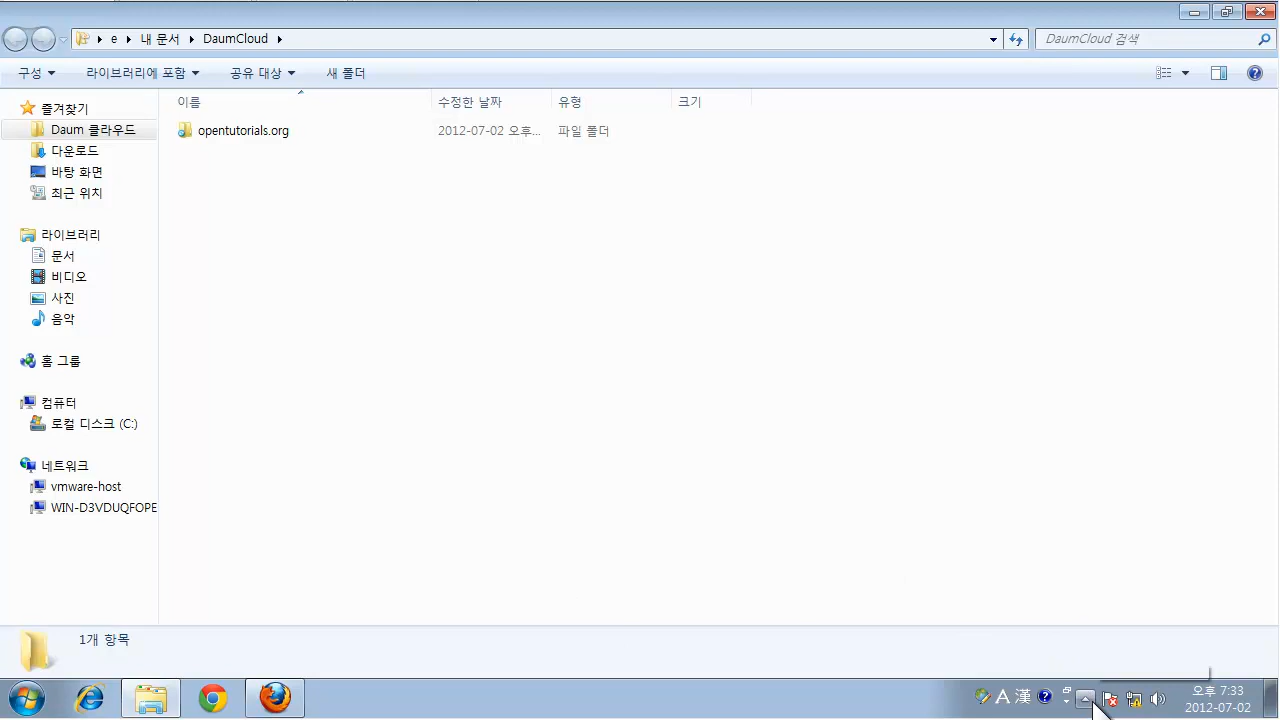 e ▸ 내 문서 ▸ DaumCloud ▸
DaumCloud 검색
구성 라이브러리에 포함 공유 대상 새 폴더
이름 수정한 날짜 유형 크기
opentutorials.org 2012-07-02 오후... 파일 폴더
즐겨찾기
Daum 클라우드
다운로드
바탕 화면
최근 위치
라이브러리
문서
비디오
사진
음악
홈 그룹
컴퓨터
로컬 디스크 (C:)
네트워크
vmware-host
WIN-D3VDUQFOPE
1개 항목
A 漢
오후 7:33
2012-07-02